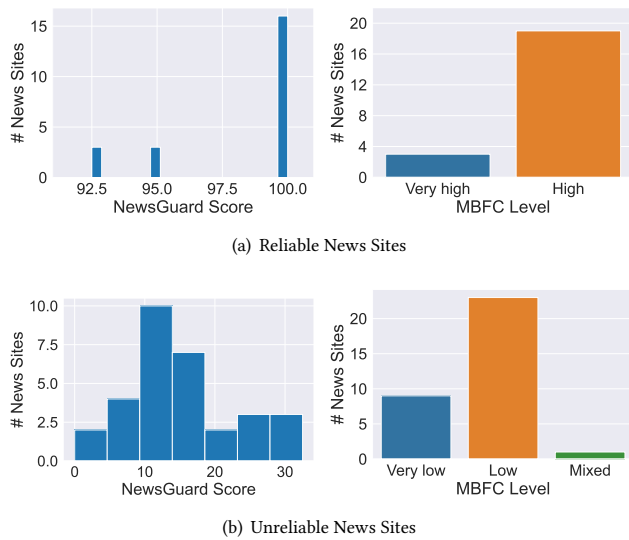 15
10
5
0
92.5 95.0 97.5 100.0
NewsGuard Score
# News Sites
20
16
12
8
4
0
Very high High
MBFC Level
# News Sites
(a) Reliable News Sites
10.0
7.5
5.0
2.5
0.0
0 10 20 30
NewsGuard Score
# News Sites
20
15
10
5
0
Very low Low Mixed
MBFC Level
# News Sites
(b) Unreliable News Sites